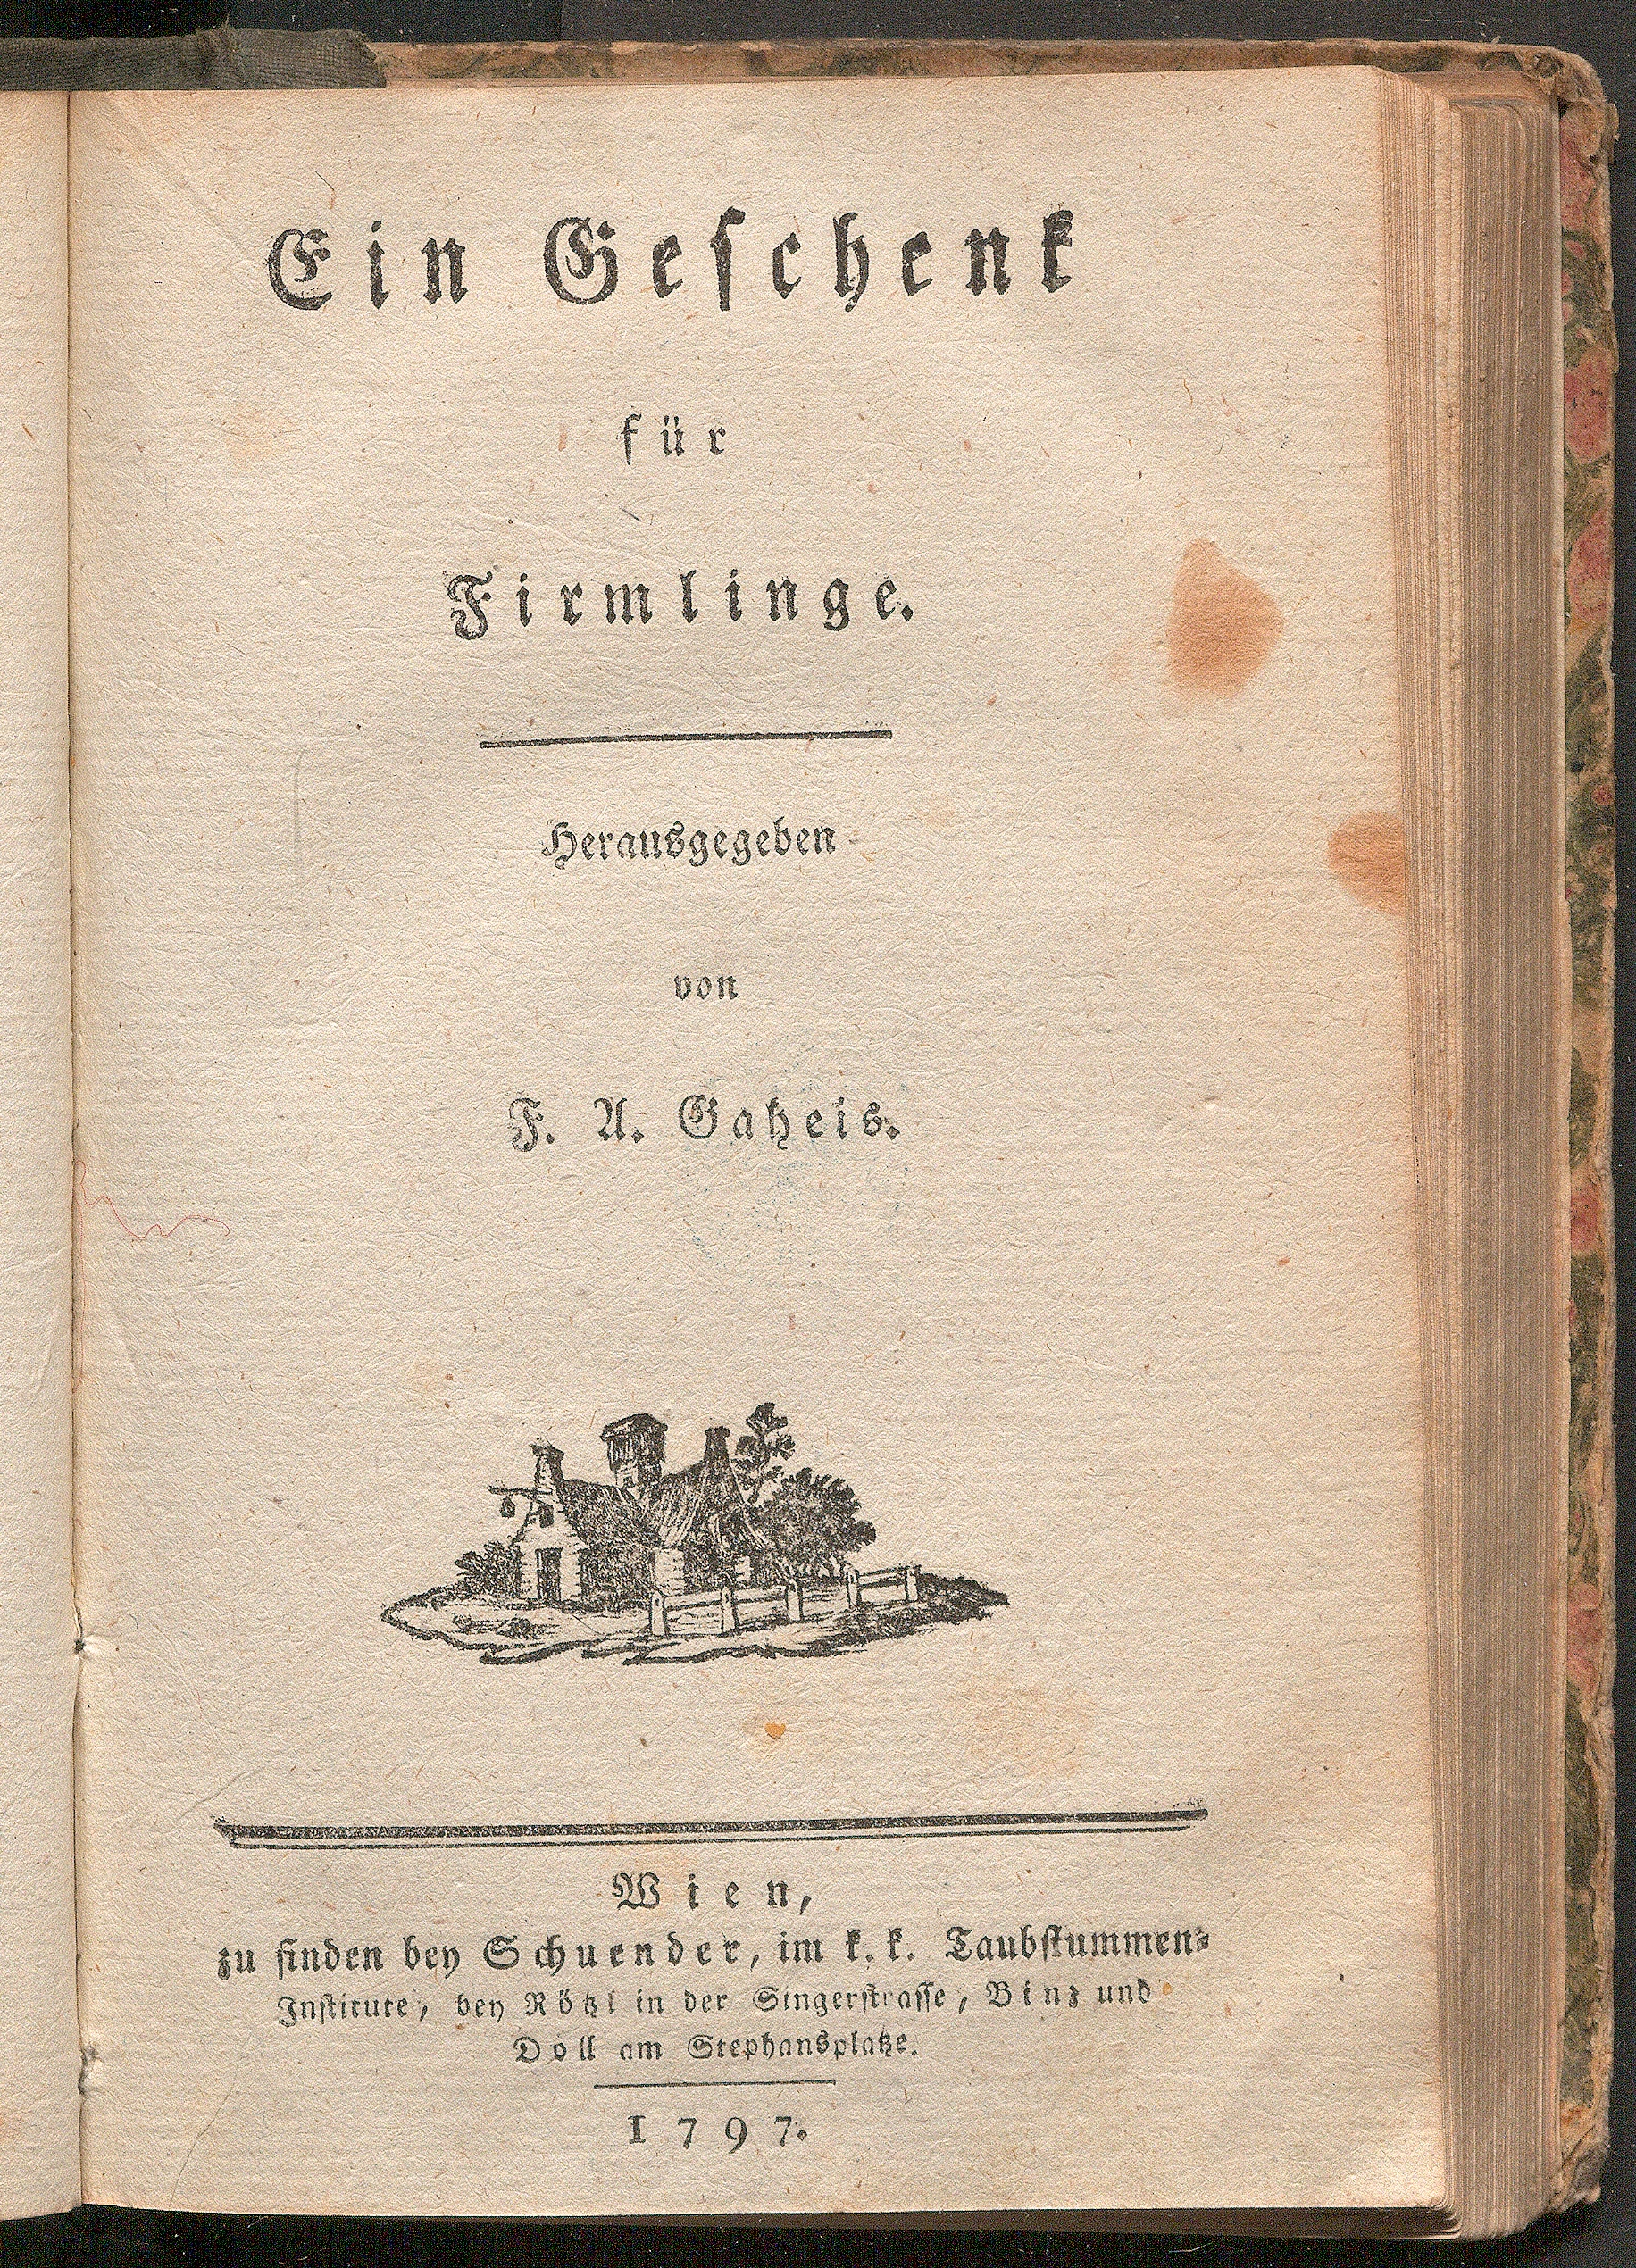 Ein Geſchenk
für
Firmlinge.
Herausgegeben
von
F. A. Gaheis.
Wien,
zu finden bey Schuender, im k. k. Taubſtummen-
Inſtitute, bey Rötzl in der Singerſtraſſe, Binz und
Doll am Stephansplatze.
1797.